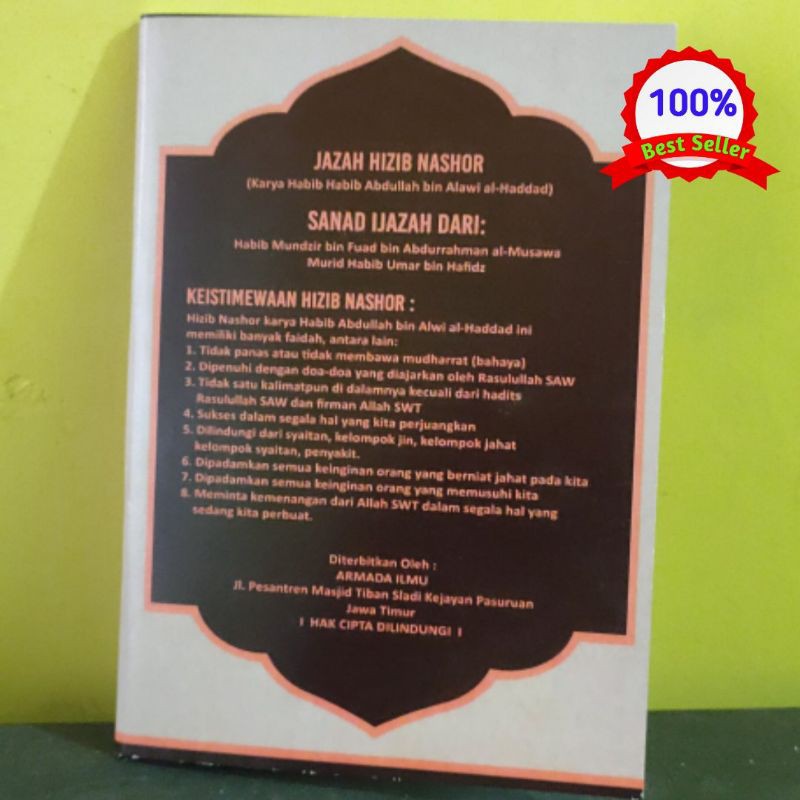 JAZAH HIZIB NASHOR
(Karya Habib Habib Abdullah bin Alawi al-Haddad)
SANAD IJAZAH DARI:
Habib Mundzir bin Fuad bin Abdurrahman al-Musawa
Murid Habib Umar bin Hafidz
KEISTIMEWAAN HIZIB NASHOR :
Hizib Nashor karya Habib Abdullah bin Alwi al-Haddad ini
memiliki banyak faidah, antara lain:
1. Tidak panas atau tidak membawa mudharrat (bahaya)
2. Dipenuhi dengan doa-doa yang diajarkan oleh Rasulullah SAW
3. Tidak satu kalimatpun di dalamnya kecuali dari hadits
Rasulullah SAW dan firman Allah SWT
4. Sukses dalam segala hal yang kita perjuangkan
5. Dilindungi dari syaitan, kelompok jin, kelompok jahat
kelompok syaitan, penyakit.
6. Dipadamkan semua keinginan orang yang berniat jahat pada kita
7. Dipadamkan semua keinginan orang yang memusuhi kita
8. Meminta kemenangan dari Allah SWT dalam segala hal yang
sedang kita perbuat.
Diterbitkan Oleh :
ARMADA ILMU
Jl. Pesantren Masjid Tiban Sladi Kejayan Pasuruan
Jawa Timur
! HAK CIPTA DILINDUNGI !
100%
Best Seller